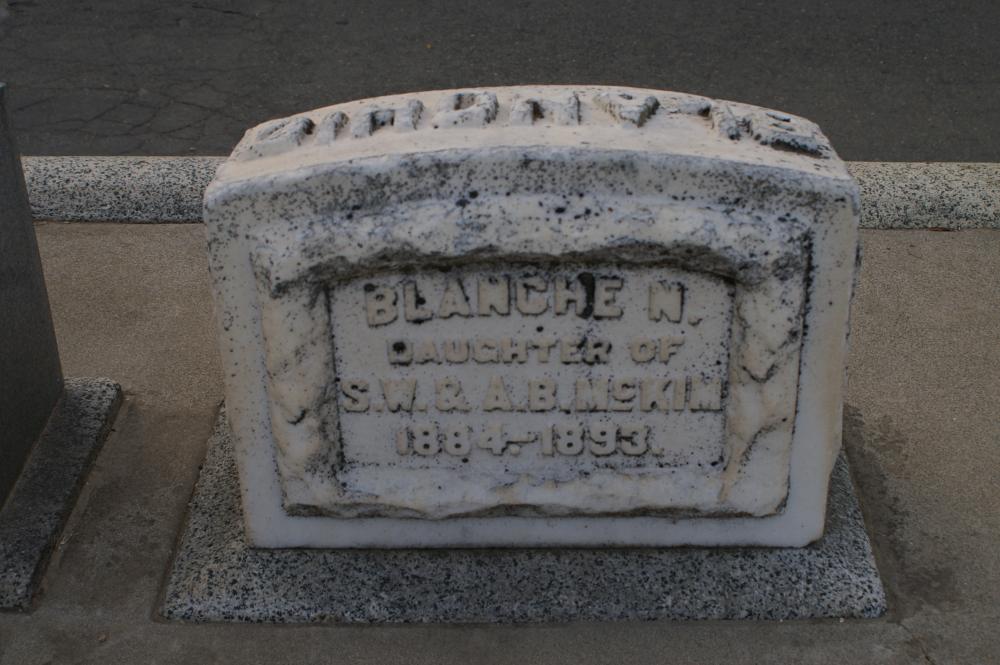 BLANCHE N.
DAUGHTER OF
S.W. & A.B. McKIM
1884.–1893.